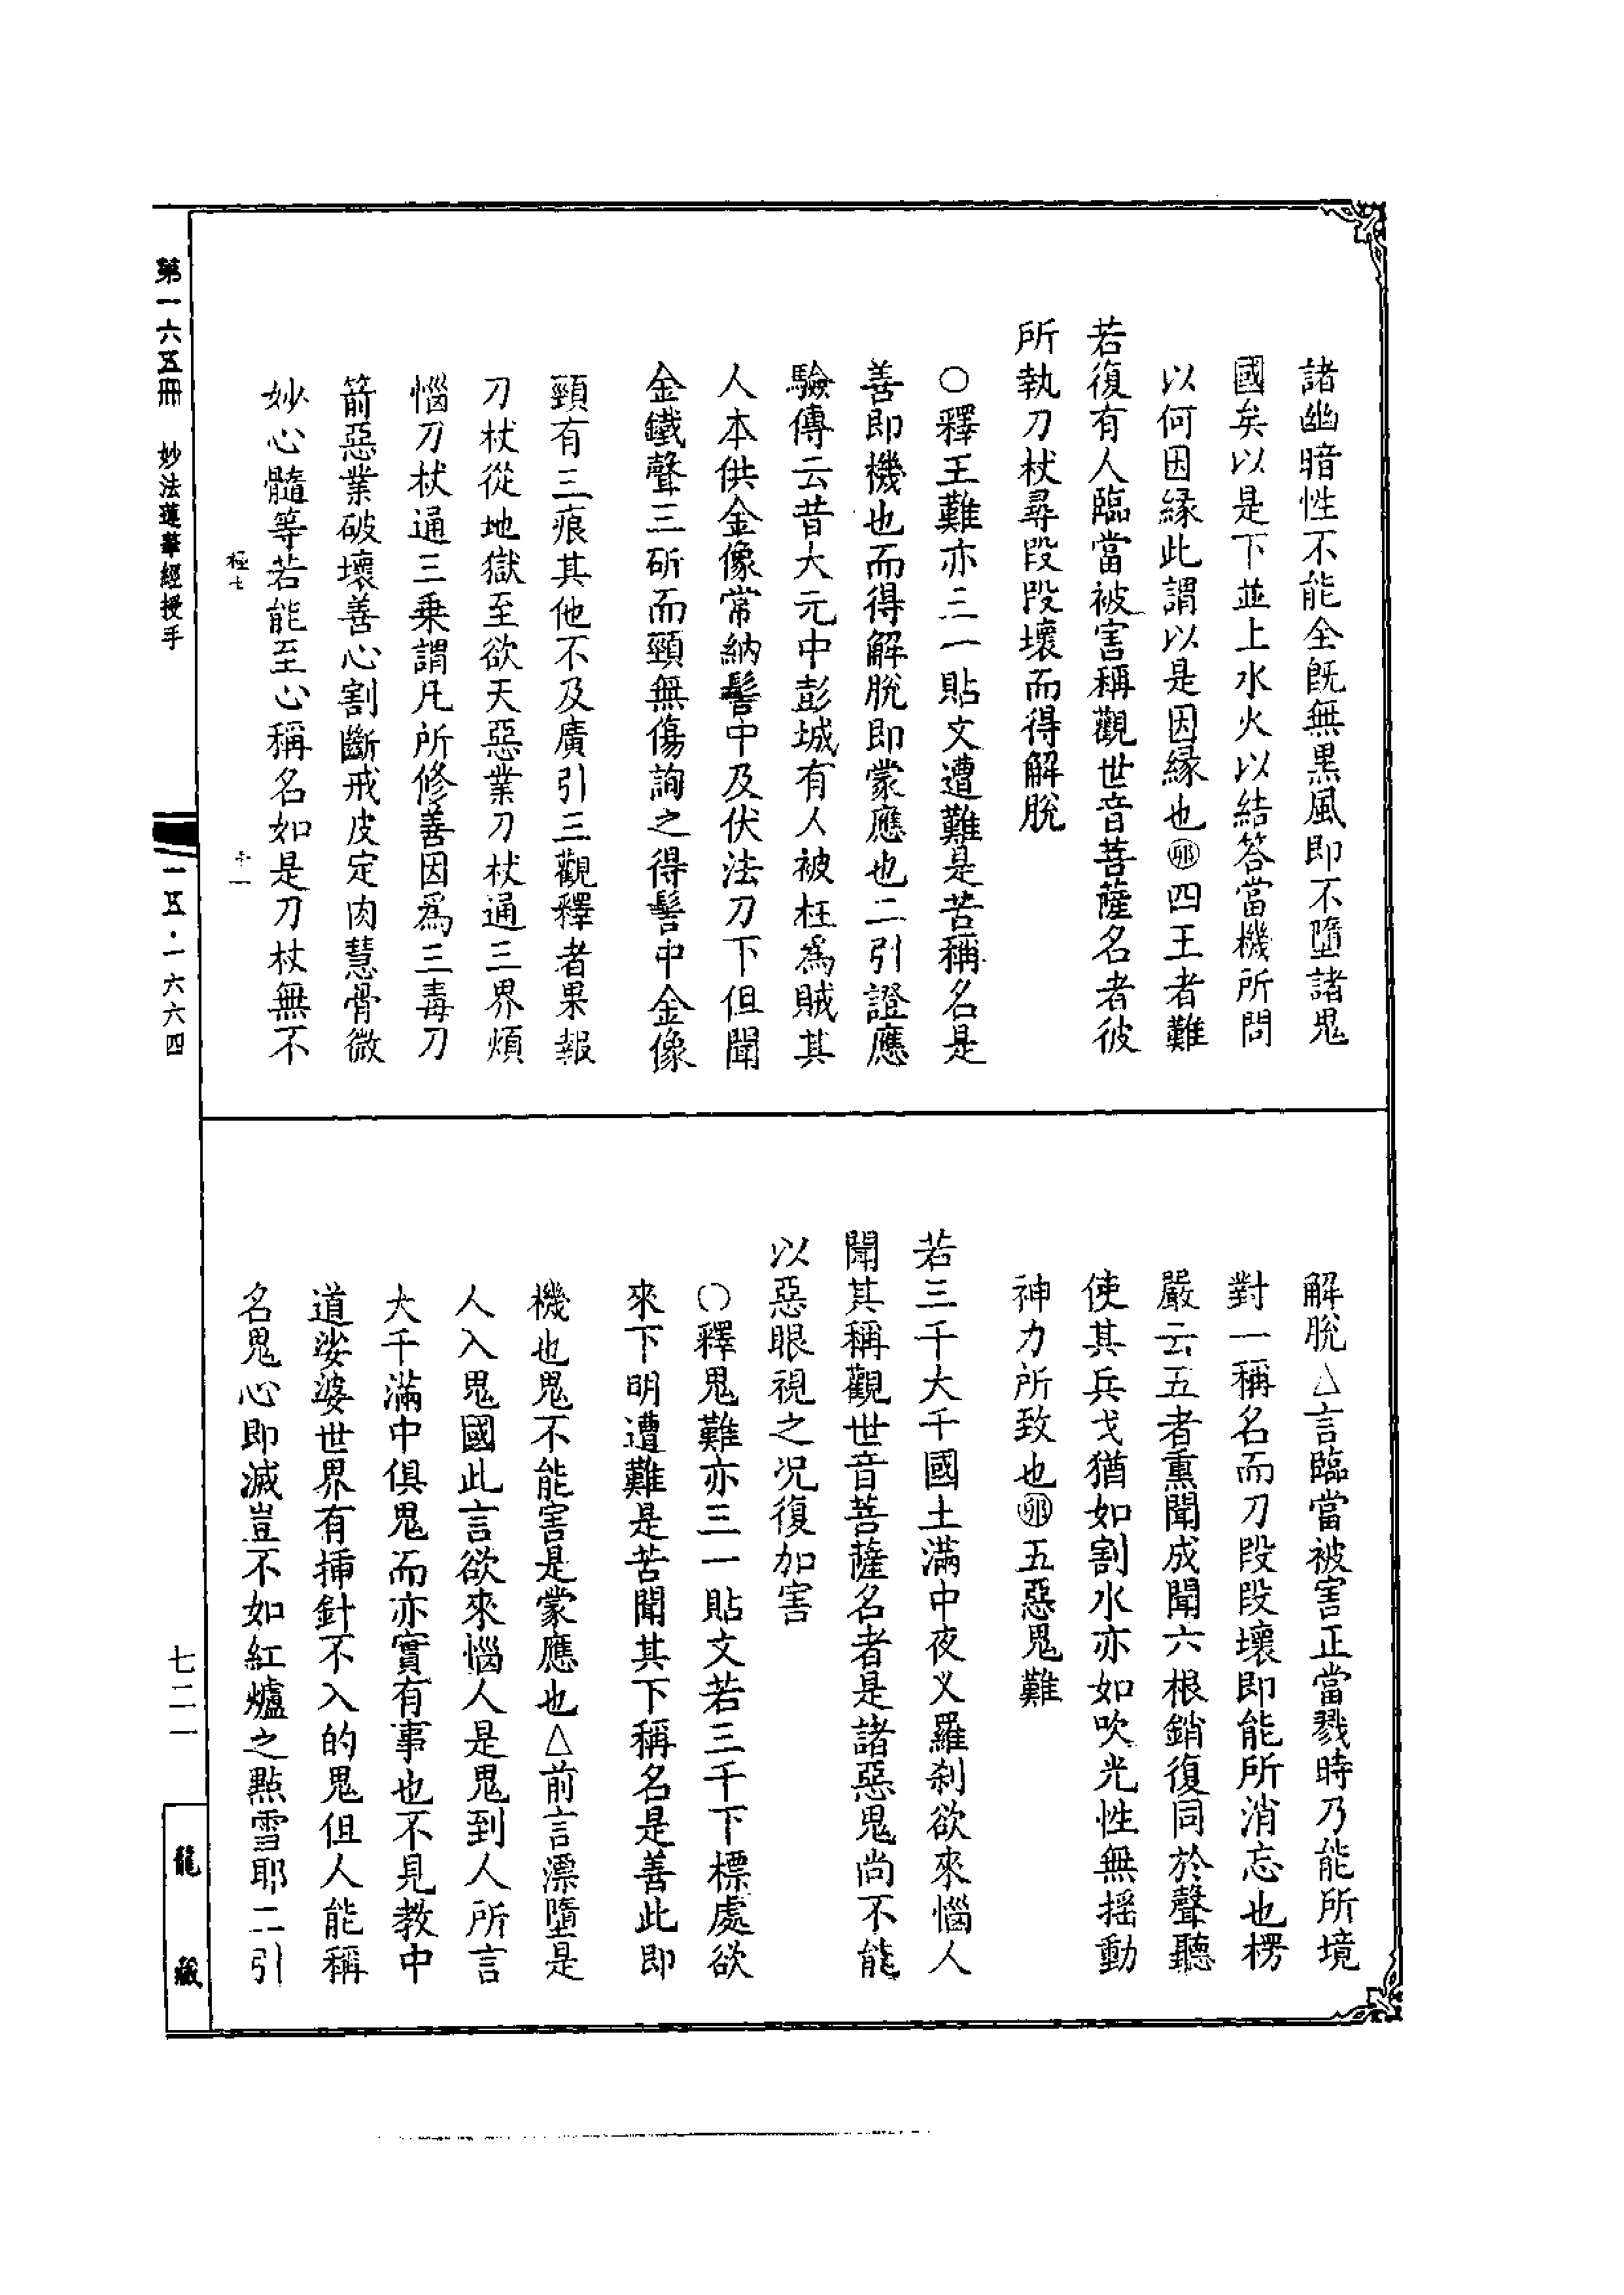 諸幽暗性不能全既無黑風即不墮諸鬼
國矣以是下並上水火以結答當機所問
以何因緣此謂以是因緣也㊞四王者難
若復有人臨當被害稱觀世音菩薩名者彼
所執刀杖尋段段壞而得解脫
○釋王難亦三一貼文遭難是苦稱名是
善即機也而得解脫即蒙應也二引證應
驗傳云昔大元中彭城有人被枉為賊其
人本供金像常納髻中及伏法刀下但聞
金鐵聲三斫而頸無傷詢之得髻中金像
頸有三痕其他不及廣引三觀釋者果報
刀杖從地獄至欲天惡業刀杖通三界煩
惱刀杖通三乘謂凡所修善因為三毒刀
箭惡業破壞善心割斷戒皮定肉慧骨微
妙心髓等若能至心稱名如是刀杖無不
極七
十一
解脫△言臨當被害正當戮時乃能所境
對一稱名而刀段段壞即能所消忘也楞
嚴云五者熏聞成聞六根銷復同於聲聽
使其兵戈猶如割水亦如吹光性無搖動
神力所致也五惡鬼難
若三千大千國土滿中夜叉羅剎欲來惱人
聞其稱觀世音菩薩名者是諸惡鬼尚不能
以惡眼視之況復加害
○釋鬼難亦三一貼文若三千下標處欲
來下明遭難是苦聞其下稱名是善此即
機也鬼不能害是蒙應也△前言漂墮是
人入鬼國此言欲來惱人是鬼到人所言
大千滿中俱鬼而亦實有事也不見教中
道娑婆世界有揷針不入的鬼但人能稱
名鬼心即滅豈不如紅爐之點雪耶二引
第一六五冊 妙法蓮華經授手
一五·一六六四
七二一
龍藏